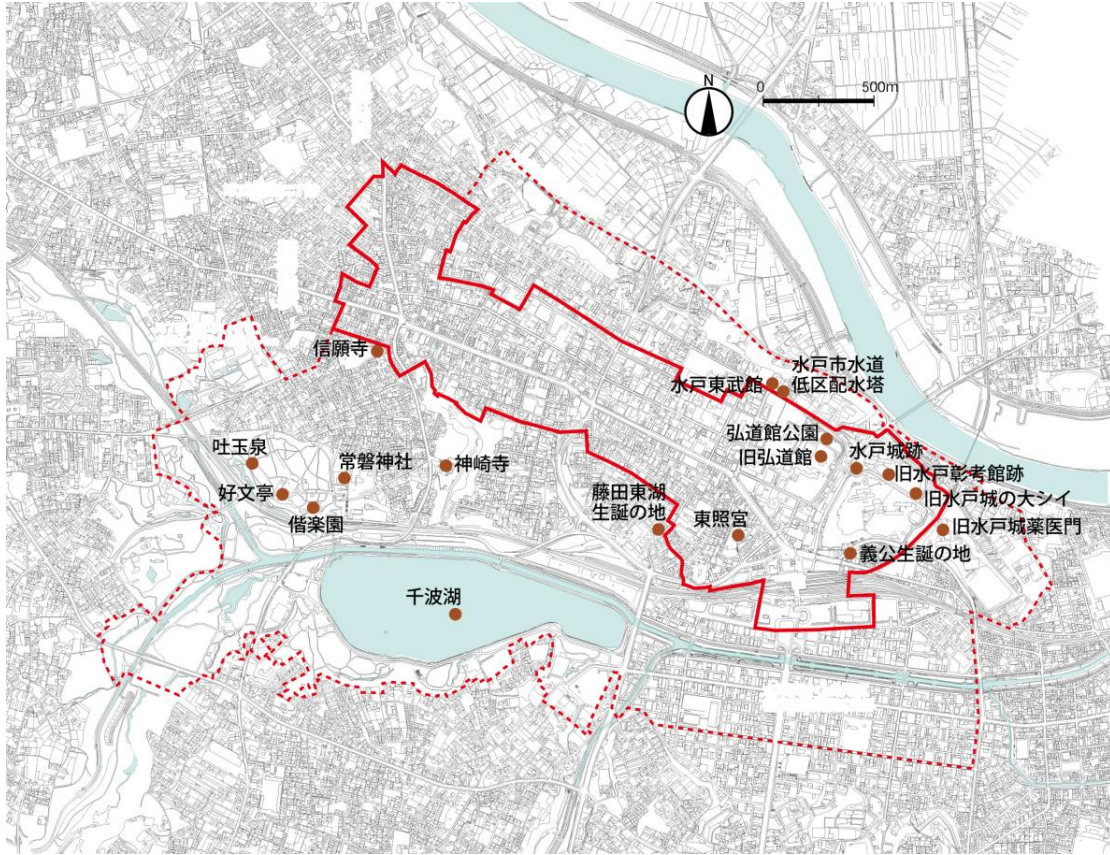 N
0 500m
信願寺
水戸市水道
水戸東武館 低区配水塔
弘道館公園
旧弘道館
水戸城跡
旧水戸彰考館跡
旧水戸城の大シイ
旧水戸城薬医門
吐玉泉
常磐神社
神崎寺
好文亭
偕楽園
藤田東湖
生誕の地
東照宮
義公生誕の地
千波湖